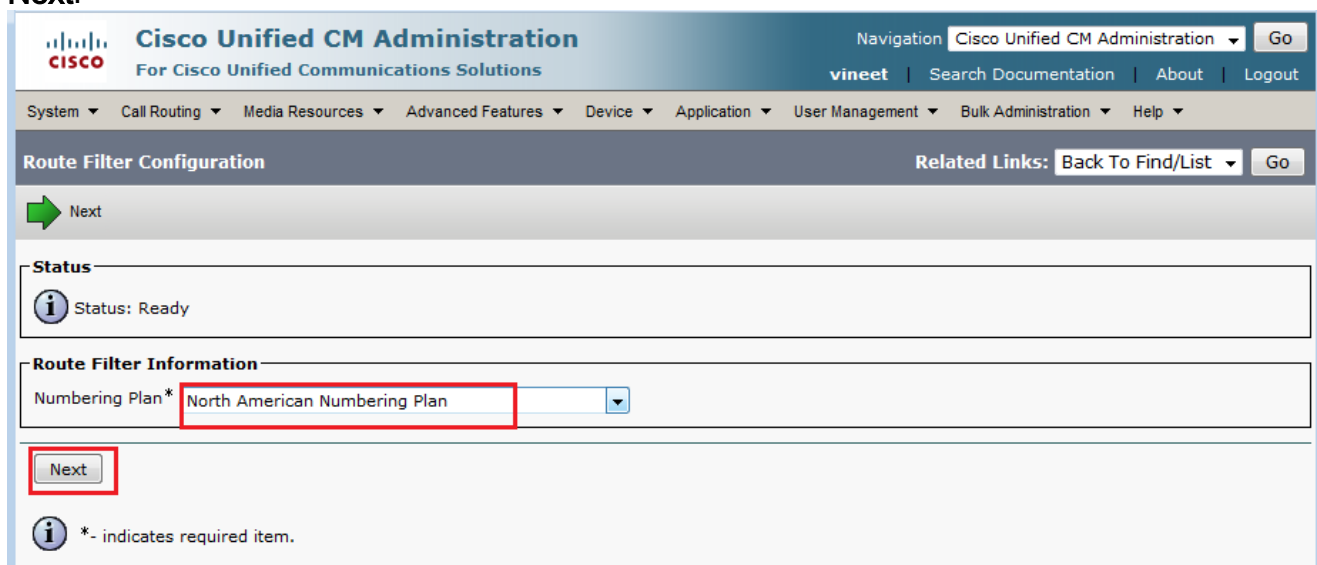 Next.
Cisco Unified CM Administration
CISCO
For Cisco Unified Communications Solutions
Navigation Cisco Unified CM Administration Go
vineet | Search Documentation | About | Logout
System Call Routing Media Resources Advanced Features Device Application User Management Bulk Administration Help
Route Filter Configuration
Related Links: Back To Find/List Go
Next
Status
Status: Ready
Route Filter Information
Numbering Plan* North American Numbering Plan
Next
*- indicates required item.